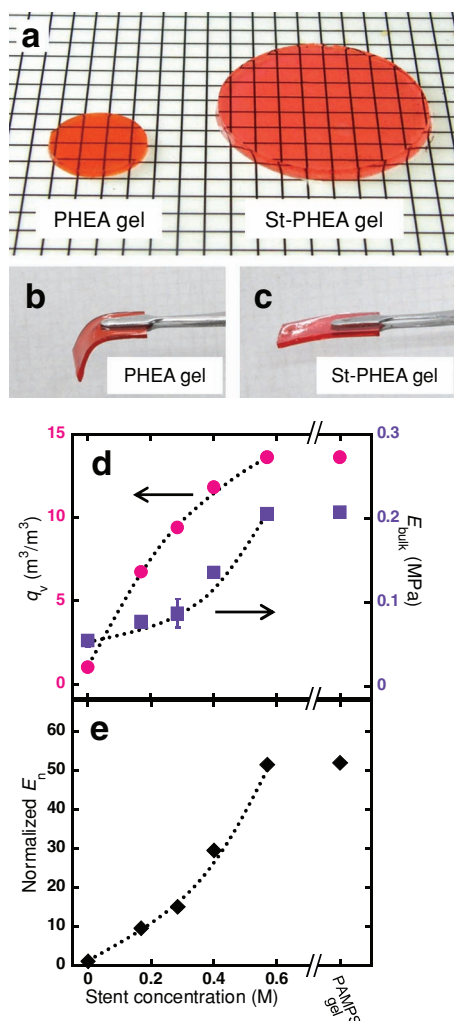 a
PHEA gel
St-PHEA gel
b
PHEA gel
c
St-PHEA gel
d
15
10
5
0
q_v (m³/m³)
0.3
0.2
0.1
0
E_bulk (MPa)
e
60
50
40
30
20
10
0
Normalized E_n
0 0.2 0.4 0.6
PAMPS
gel
Stent concentration (M)